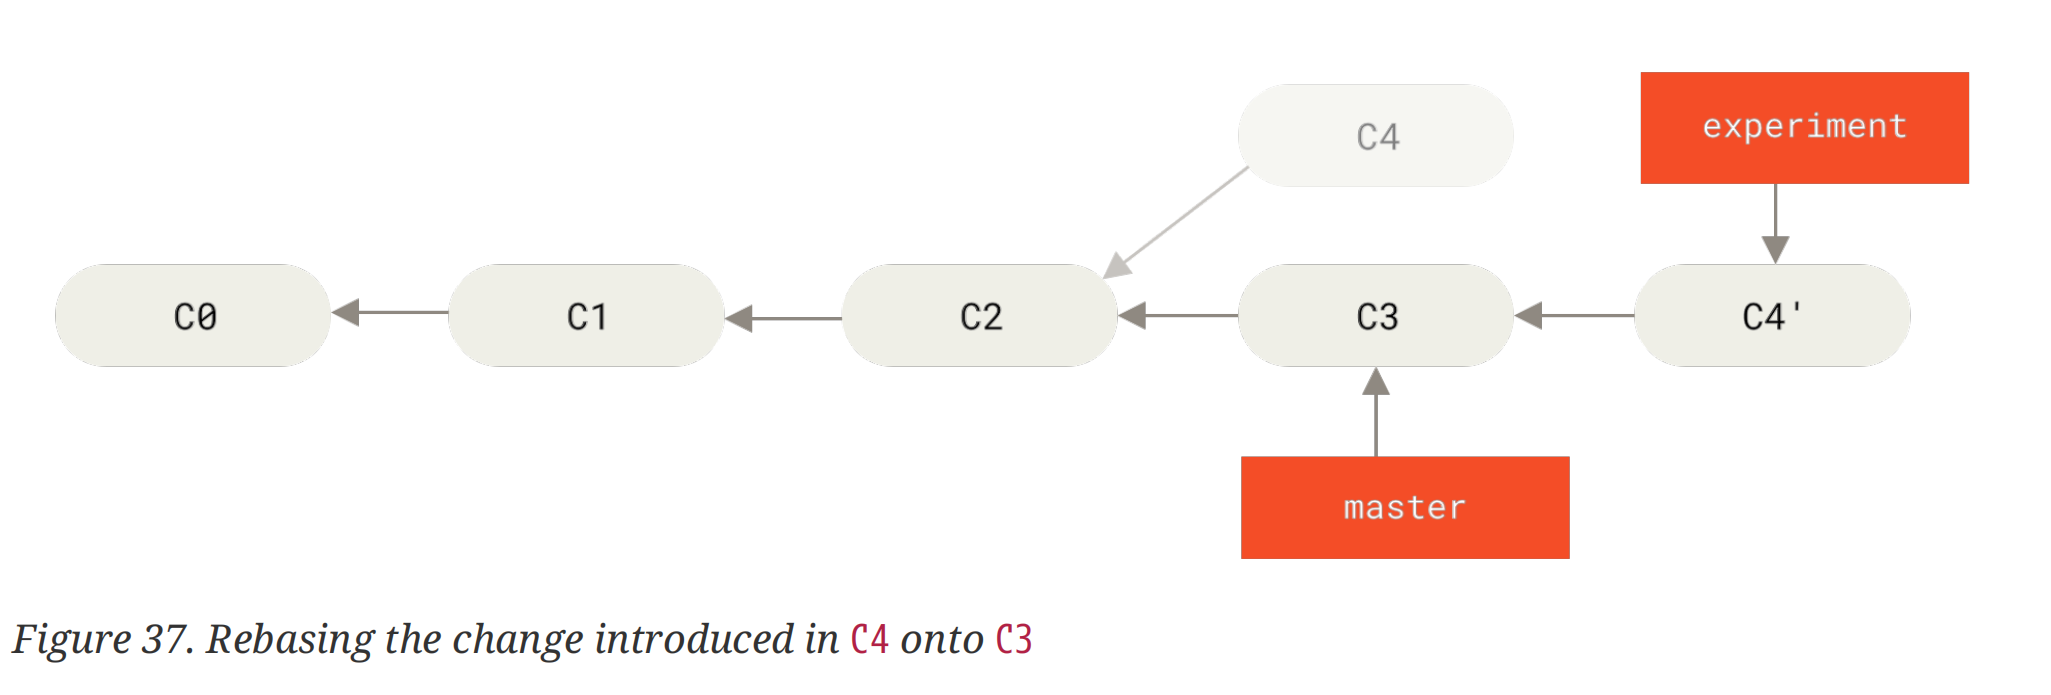 C4
experiment
C0
C1
C2
C3
C4'
master
Figure 37. Rebasing the change introduced in C4 onto C3